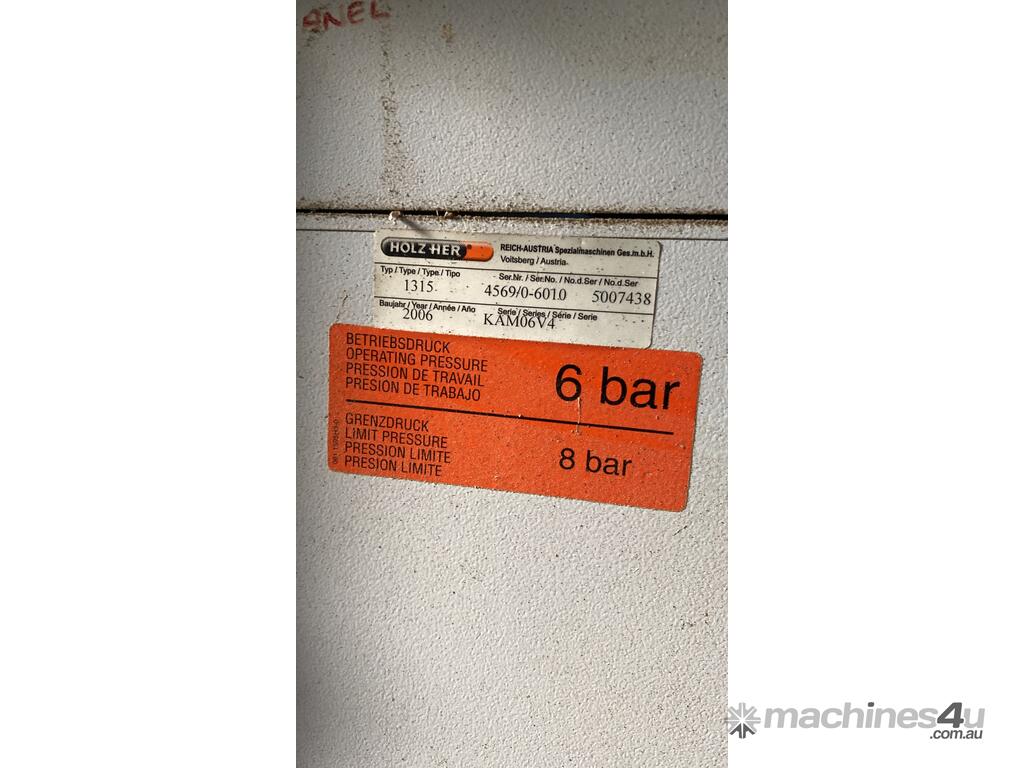 HOLZ-HER
REICH-AUSTRIA Spezialmaschinen Ges.m.b.H.
Voitsberg / Austria
Typ / Type / Type / Tipo
Ser.Nr. / Ser.No. / No.d.Ser / No.d.Ser
1315
4569/0-6010 5007438
Baujahr / Year / Année / Año
Serie / Series / Série / Serie
2006
KAM06V4
BETRIEBSDRUCK
OPERATING PRESSURE
PRESSION DE TRAVAIL
PRESION DE TRABAJO
6 bar
GRENZDRUCK
LIMIT PRESSURE
PRESSION LIMITE
PRESION LIMITE
8 bar
machines4u
.com.au